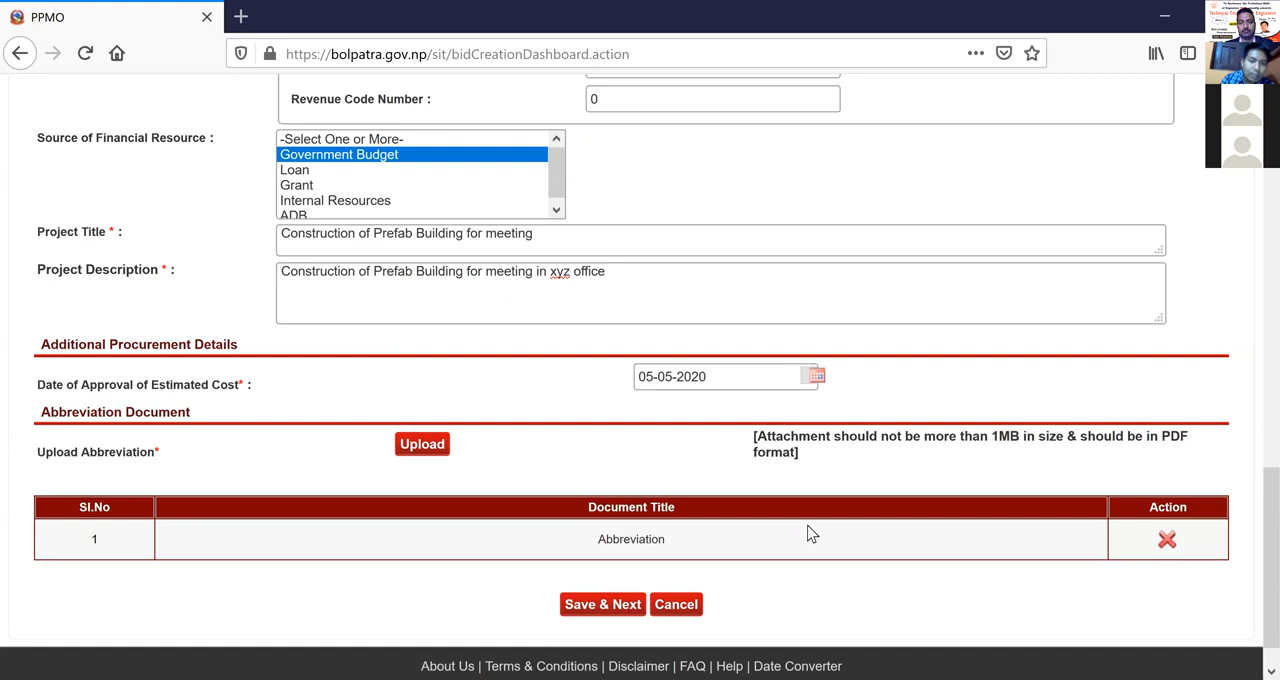 PPMO
https://bolpatra.gov.np/sit/bidCreationDashboard.action
Revenue Code Number :
0
Source of Financial Resource :
-Select One or More-
Government Budget
Loan
Grant
Internal Resources
ADB
Project Title * :
Construction of Prefab Building for meeting
Project Description * :
Construction of Prefab Building for meeting in xyz office
Additional Procurement Details
Date of Approval of Estimated Cost* :
05-05-2020
Abbreviation Document
Upload Abbreviation*
Upload
[Attachment should not be more than 1MB in size & should be in PDF
format]
Sl.No Document Title Action
1 Abbreviation
Save & Next Cancel
About Us | Terms & Conditions | Disclaimer | FAQ | Help | Date Converter